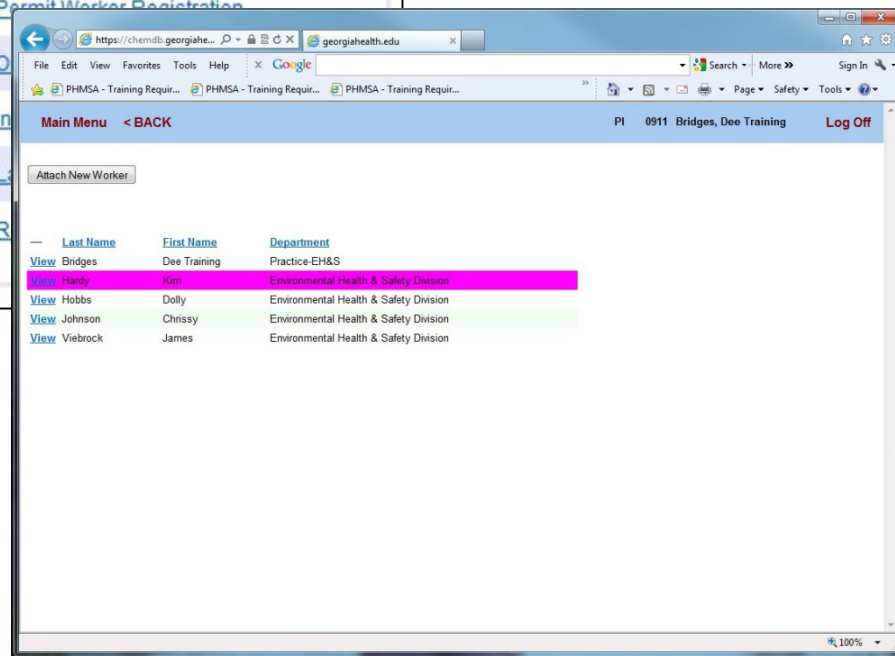 Permit Worker Registration
https://chemdb.georgiahe...
georgiahealth.edu
File Edit View Favorites Tools Help x Google Search More >> Sign In
PHMSA - Training Requir... PHMSA - Training Requir... PHMSA - Training Requir... >> Page Safety Tools
Main Menu < BACK PI 0911 Bridges, Dee Training Log Off
Attach New Worker
— Last Name First Name Department
View Bridges Dee Training Practice-EH&S
View Hardy Kim Environmental Health & Safety Division
View Hobbs Dolly Environmental Health & Safety Division
View Johnson Chrissy Environmental Health & Safety Division
View Viebrock James Environmental Health & Safety Division
100%